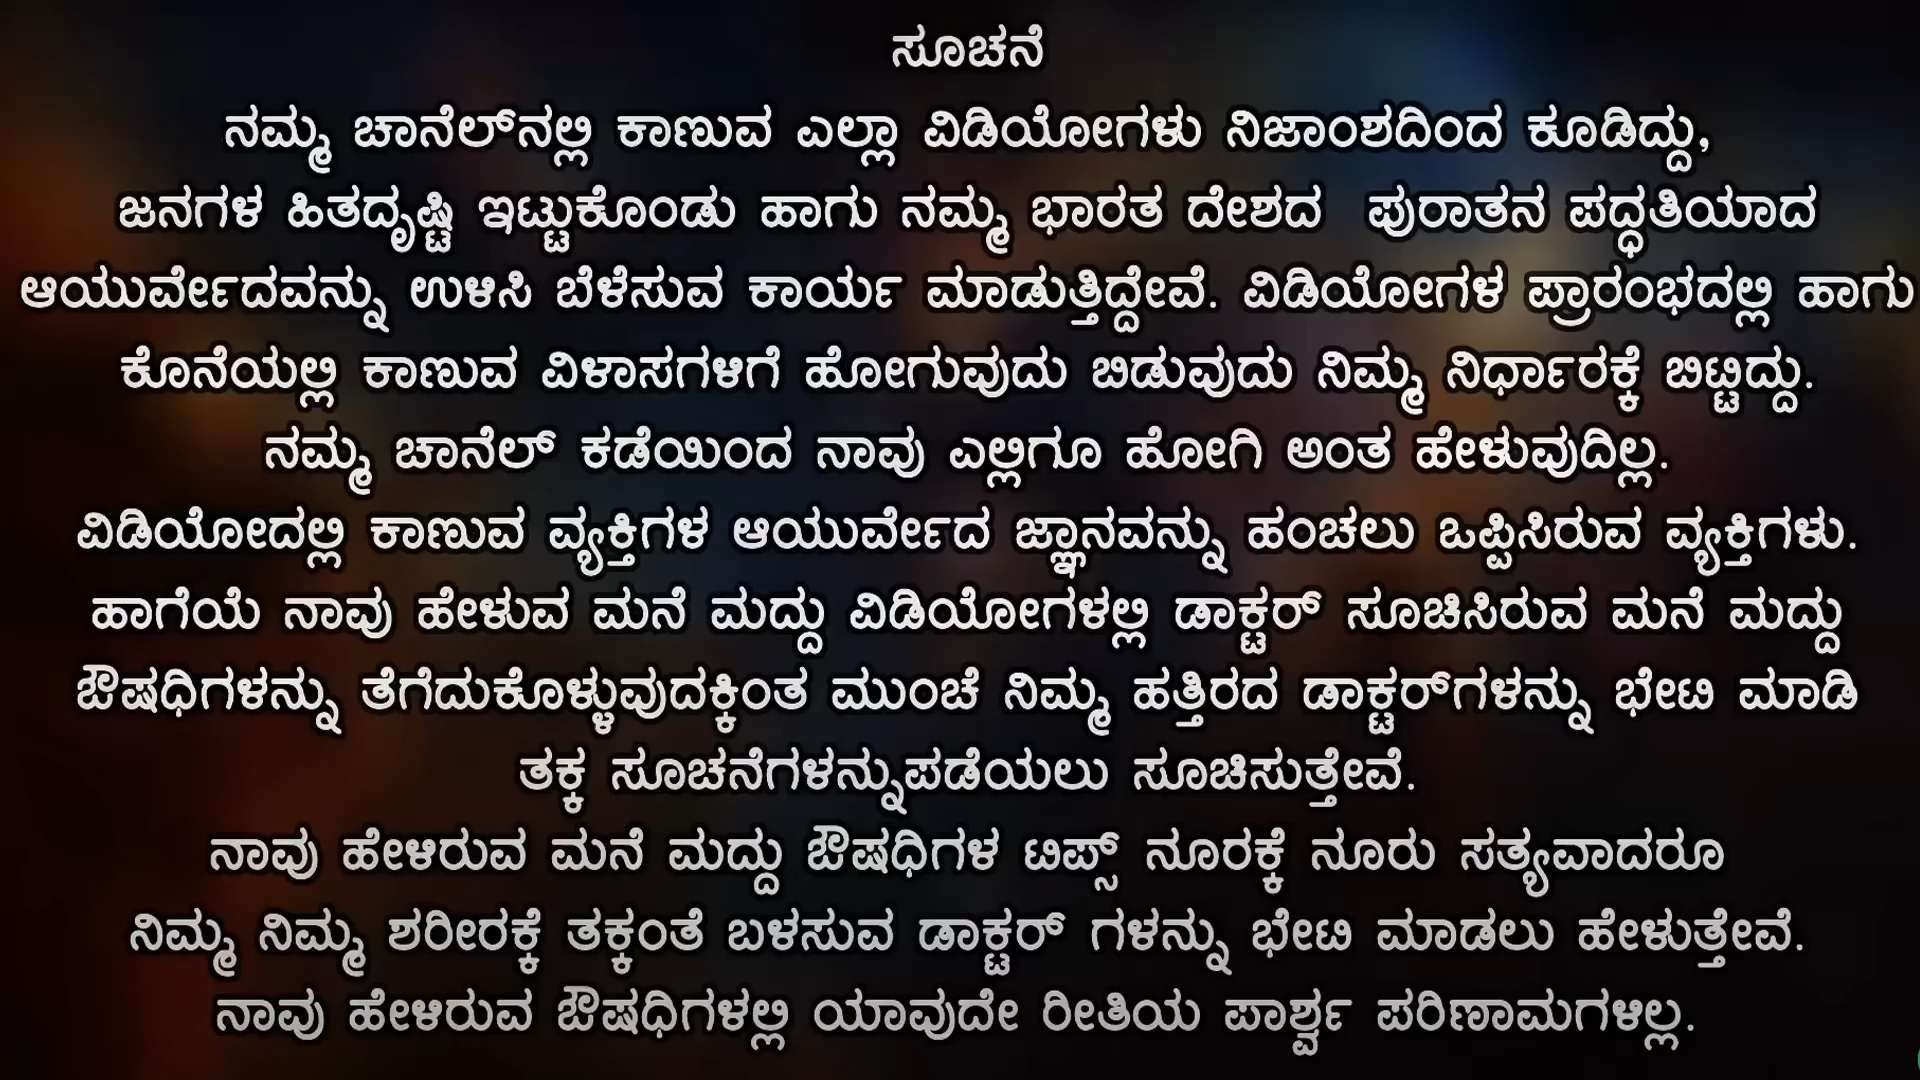 ಸೂಚನೆ
ನಮ್ಮ ಚಾನೆಲ್‌ನಲ್ಲಿ ಕಾಣುವ ಎಲ್ಲಾ ವಿಡಿಯೋಗಳು ನಿಜಾಂಶದಿಂದ ಕೂಡಿದ್ದು,
ಜನಗಳ ಹಿತದೃಷ್ಟಿ ಇಟ್ಟುಕೊಂಡು ಹಾಗು ನಮ್ಮ ಭಾರತ ದೇಶದ ಪುರಾತನ ಪದ್ಧತಿಯಾದ
ಆಯುರ್ವೇದವನ್ನು ಉಳಿಸಿ ಬೆಳೆಸುವ ಕಾರ್ಯ ಮಾಡುತ್ತಿದ್ದೇವೆ. ವಿಡಿಯೋಗಳ ಪ್ರಾರಂಭದಲ್ಲಿ ಹಾಗು
ಕೊನೆಯಲ್ಲಿ ಕಾಣುವ ವಿಳಾಸಗಳಿಗೆ ಹೋಗುವುದು ಬಿಡುವುದು ನಿಮ್ಮ ನಿರ್ಧಾರಕ್ಕೆ ಬಿಟ್ಟಿದ್ದು.
ನಮ್ಮ ಚಾನೆಲ್ ಕಡೆಯಿಂದ ನಾವು ಎಲ್ಲಿಗೂ ಹೋಗಿ ಅಂತ ಹೇಳುವುದಿಲ್ಲ.
ವಿಡಿಯೋದಲ್ಲಿ ಕಾಣುವ ವ್ಯಕ್ತಿಗಳ ಆಯುರ್ವೇದ ಜ್ಞಾನವನ್ನು ಹಂಚಲು ಒಪ್ಪಿಸಿರುವ ವ್ಯಕ್ತಿಗಳು.
ಹಾಗೆಯೆ ನಾವು ಹೇಳುವ ಮನೆ ಮದ್ದು ವಿಡಿಯೋಗಳಲ್ಲಿ ಡಾಕ್ಟರ್ ಸೂಚಿಸಿರುವ ಮನೆ ಮದ್ದು
ಔಷಧಿಗಳನ್ನು ತೆಗೆದುಕೊಳ್ಳುವುದಕ್ಕಿಂತ ಮುಂಚೆ ನಿಮ್ಮ ಹತ್ತಿರದ ಡಾಕ್ಟರ್‌ಗಳನ್ನು ಭೇಟಿ ಮಾಡಿ
ತಕ್ಕ ಸೂಚನೆಗಳನ್ನುಪಡೆಯಲು ಸೂಚಿಸುತ್ತೇವೆ.
ನಾವು ಹೇಳಿರುವ ಮನೆ ಮದ್ದು ಔಷಧಿಗಳ ಟಿಪ್ಸ್ ನೂರಕ್ಕೆ ನೂರು ಸತ್ಯವಾದರೂ
ನಿಮ್ಮ ನಿಮ್ಮ ಶರೀರಕ್ಕೆ ತಕ್ಕಂತೆ ಬಳಸುವ ಡಾಕ್ಟರ್ ಗಳನ್ನು ಭೇಟಿ ಮಾಡಲು ಹೇಳುತ್ತೇವೆ.
ನಾವು ಹೇಳಿರುವ ಔಷಧಿಗಳಲ್ಲಿ ಯಾವುದೇ ರೀತಿಯ ಪಾರ್ಶ್ವ ಪರಿಣಾಮಗಳಿಲ್ಲ.